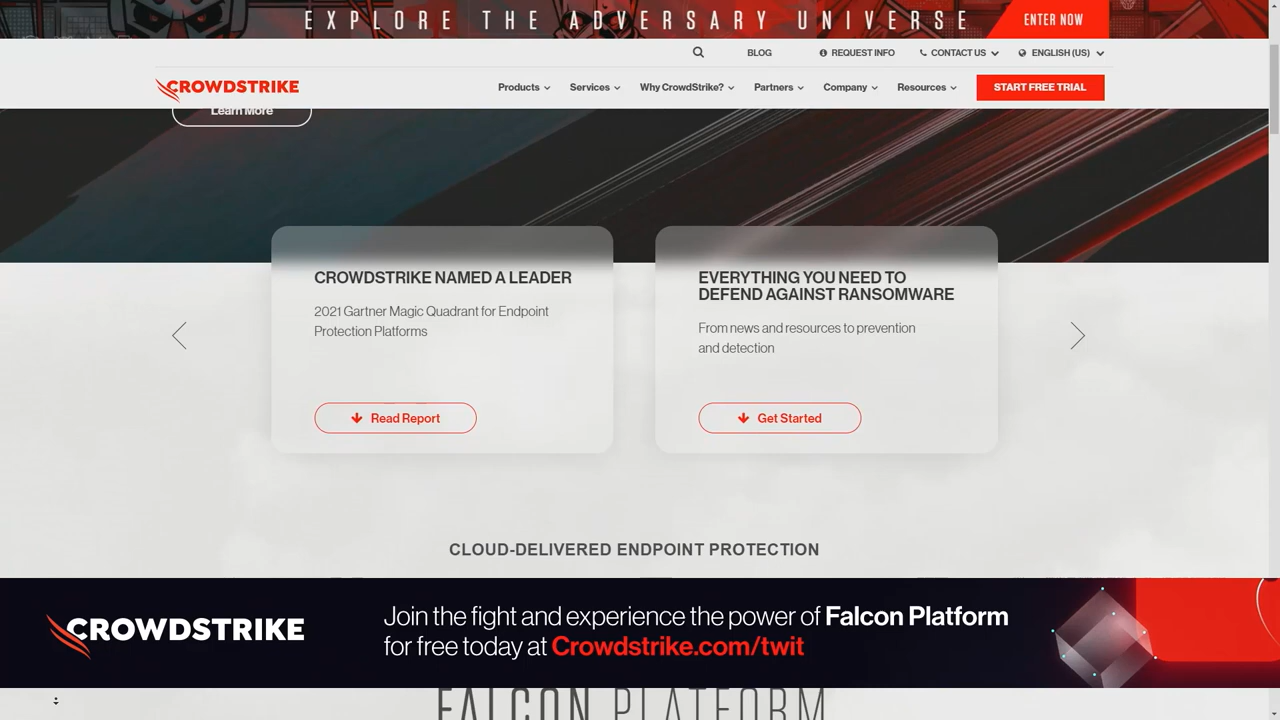 EXPLORE THE ADVERSARY UNIVERSE
ENTER NOW
BLOG
REQUEST INFO
CONTACT US
ENGLISH (US)
CROWDSTRIKE
Products
Services
Why CrowdStrike?
Partners
Company
Resources
START FREE TRIAL
Learn More
CROWDSTRIKE NAMED A LEADER
2021 Gartner Magic Quadrant for Endpoint
Protection Platforms
Read Report
EVERYTHING YOU NEED TO
DEFEND AGAINST RANSOMWARE
From news and resources to prevention
and detection
Get Started
CLOUD-DELIVERED ENDPOINT PROTECTION
CROWDSTRIKE
Join the fight and experience the power of Falcon Platform
for free today at Crowdstrike.com/twit
FALCON PLATFORM